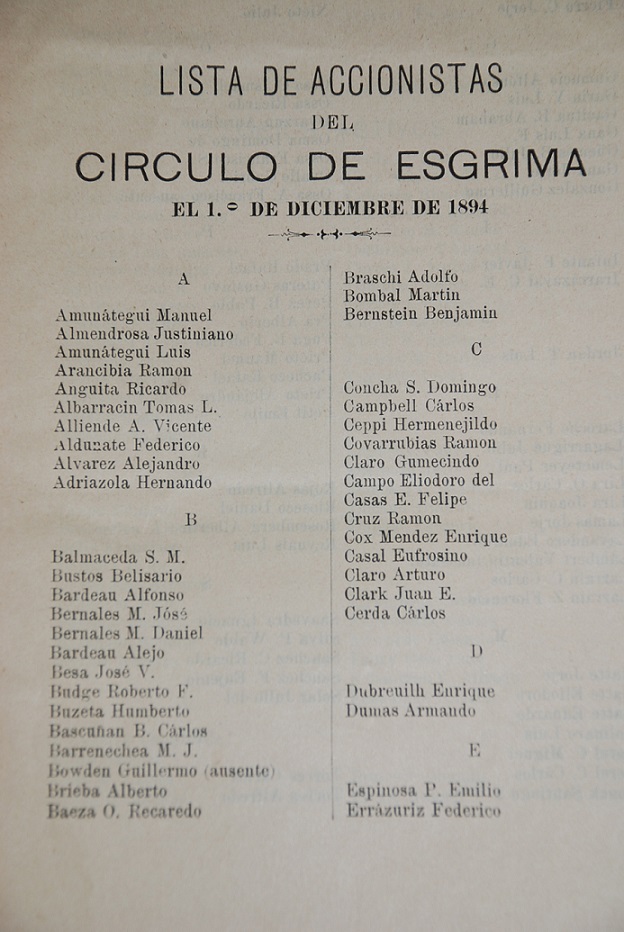 LISTA DE ACCIONISTAS
DEL
CIRCULO DE ESGRIMA
EL 1.º DE DICIEMBRE DE 1894
A
Amunátegui Manuel
Almendrosa Justiniano
Amunátegui Luis
Arancibia Ramon
Anguita Ricardo
Albarracin Tomas L.
Alliende A. Vicente
Aldunate Federico
Alvarez Alejandro
Adriazola Hernando
B
Balmaceda S. M.
Bustos Belisario
Bardeau Alfonso
Bernales M. Jósé
Bernales M. Daniel
Bardeau Alejo
Besa José V.
Budge Roberto F.
Buzeta Humberto
Bascuñan B. Cárlos
Barrenechea M. J.
Bowden Guillermo (ausente)
Brieba Alberto
Baeza O. Recaredo
Braschi Adolfo
Bombal Martin
Bernstein Benjamin
C
Concha S. Domingo
Campbell Cárlos
Ceppi Hermenejildo
Covarrubias Ramon
Claro Gumecindo
Campo Eliodoro del
Casas E. Felipe
Cruz Ramon
Cox Mendez Enrique
Casal Eufrosino
Claro Arturo
Clark Juan E.
Cerda Cárlos
D
Dubreuilh Enrique
Dumas Armando
E
Espinosa P. Emilio
Errázuriz Federico